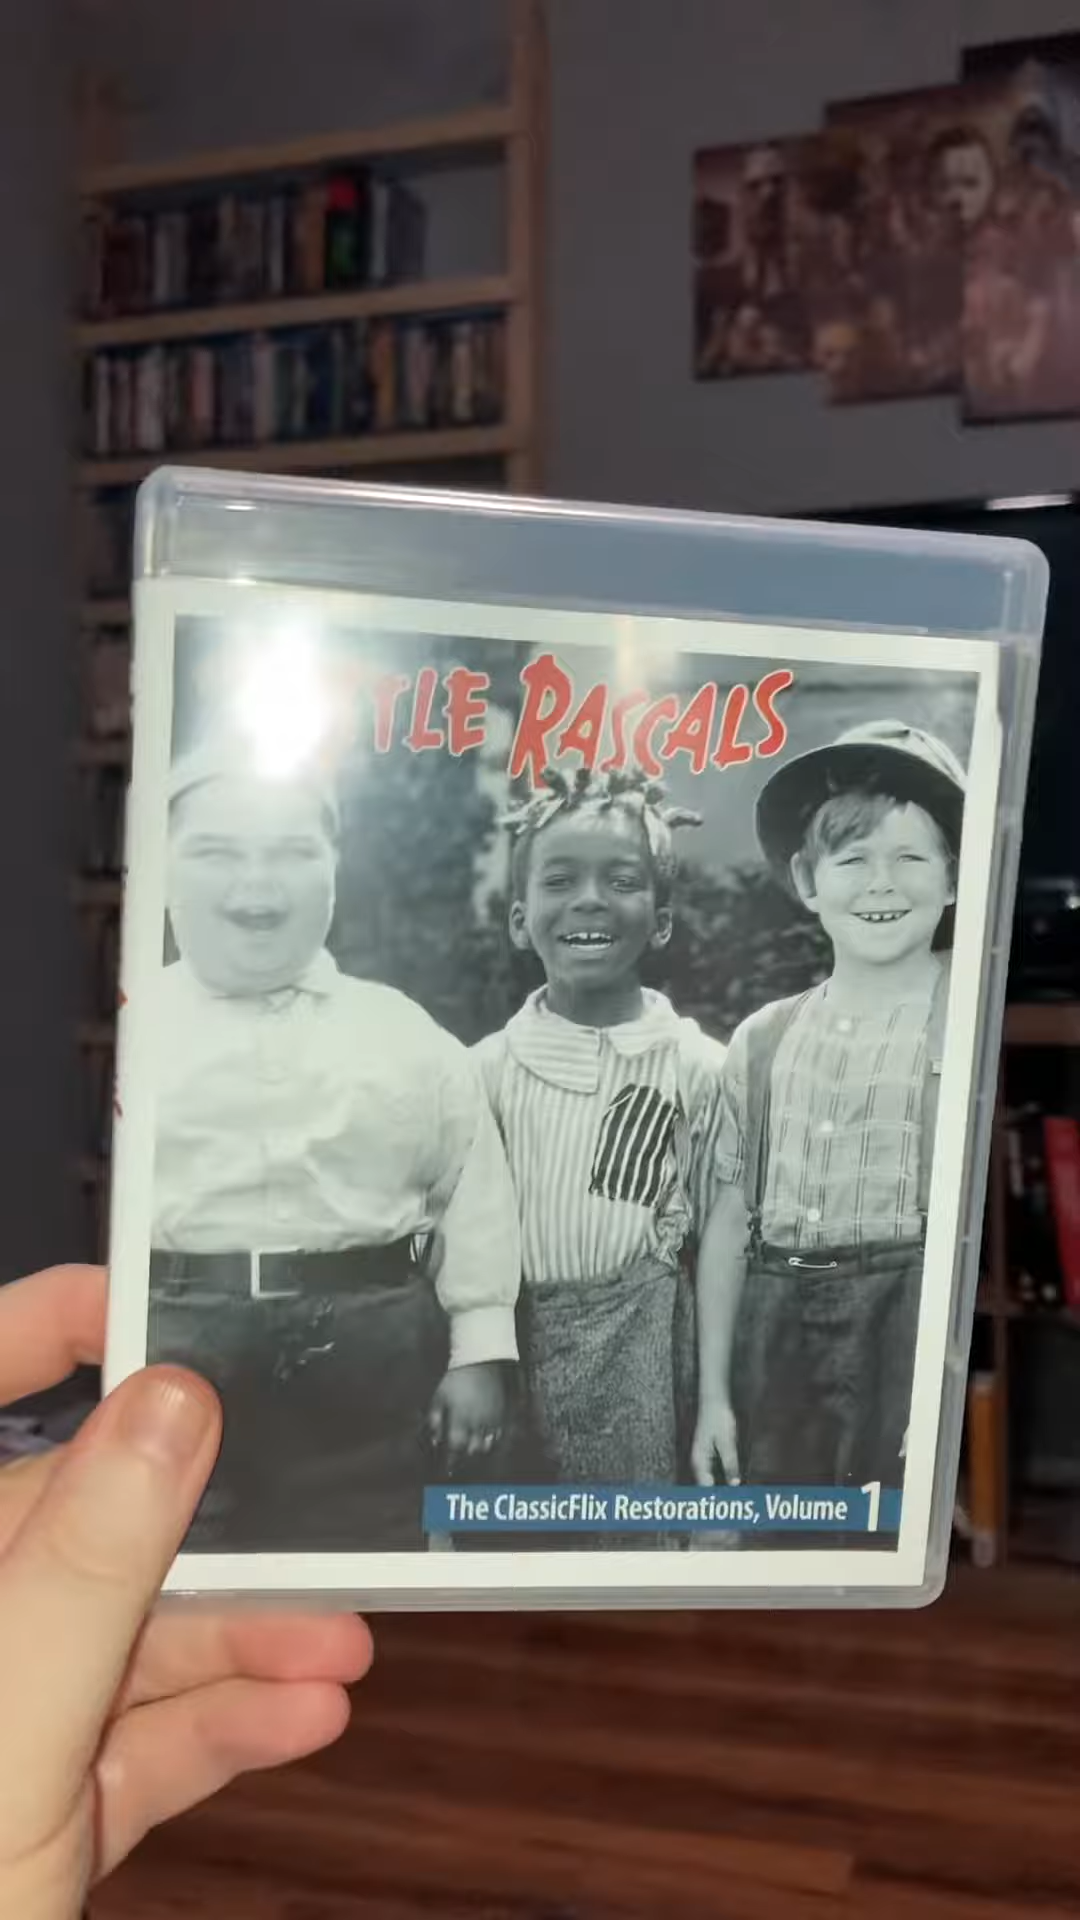 TLE RASCALS
The ClassicFlix Restorations, Volume 1